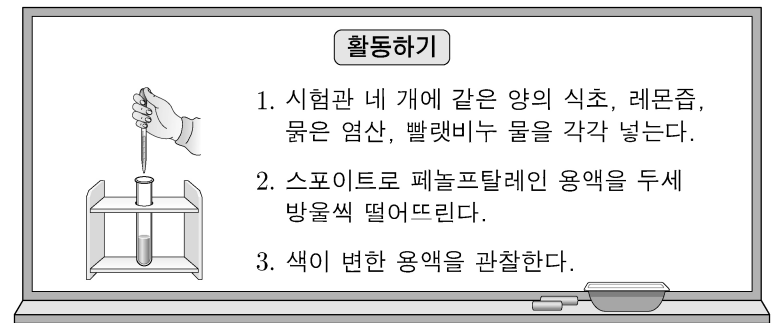 활동하기
1. 시험관 네 개에 같은 양의 식초, 레몬즙,
묽은 염산, 빨랫비누 물을 각각 넣는다.
2. 스포이트로 페놀프탈레인 용액을 두세
방울씩 떨어뜨린다.
3. 색이 변한 용액을 관찰한다.